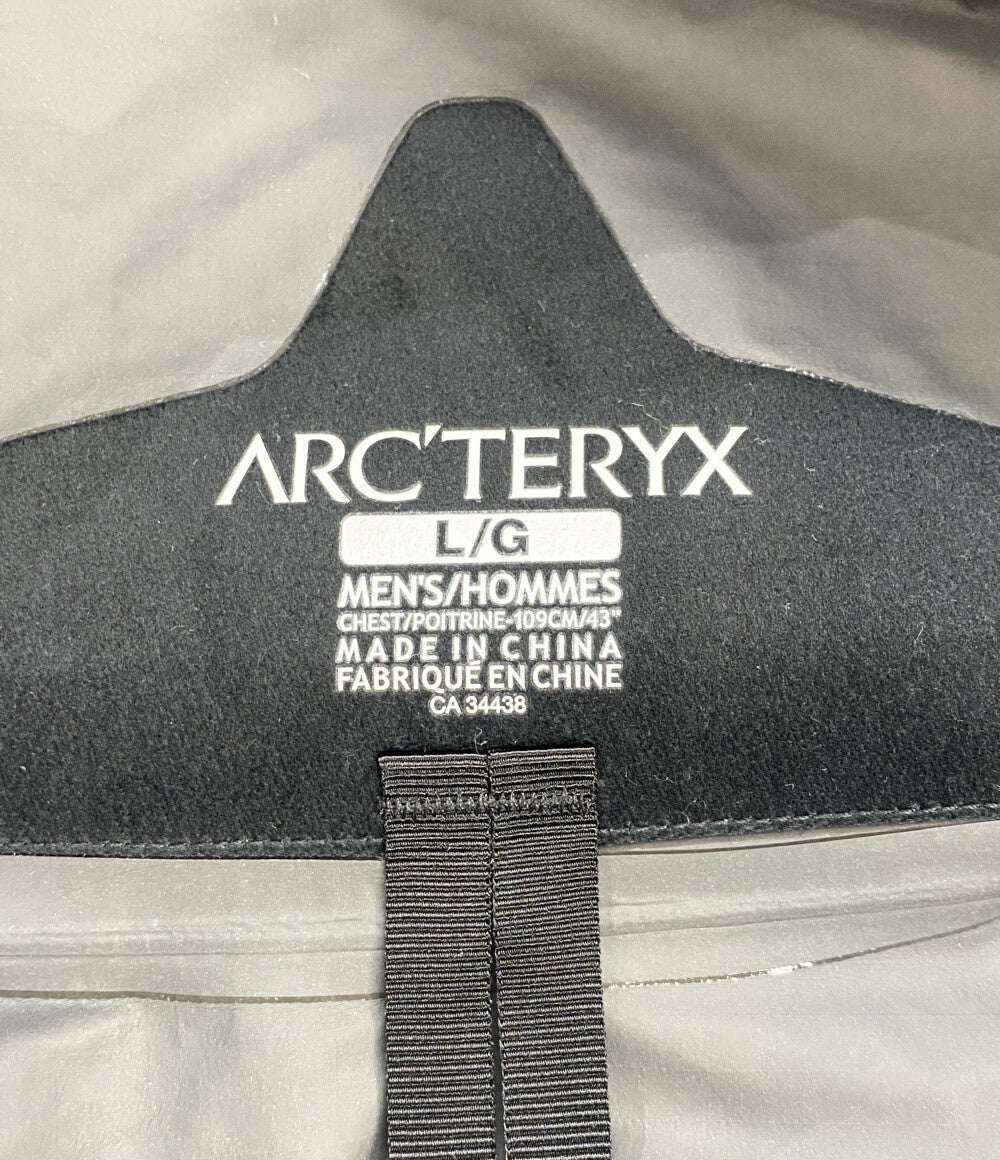 ARC'TERYX
L/G
MEN'S/HOMMES
CHEST/POITRINE-109CM/43"
MADE IN CHINA
FABRIQUÉ EN CHINE
CA 34438